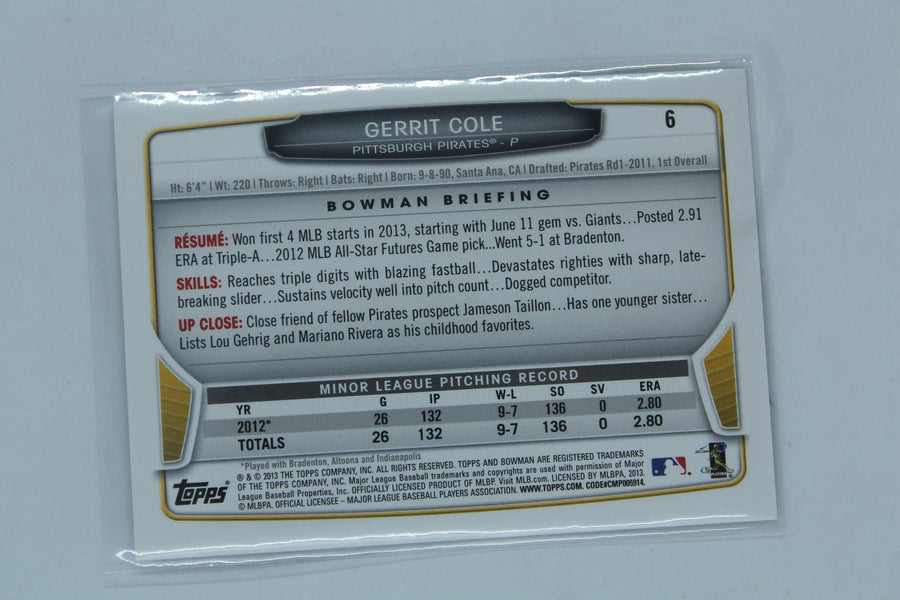 6
GERRIT COLE
PITTSBURGH PIRATES® - P
Ht: 6'4" | Wt: 220 | Throws: Right | Bats: Right | Born: 9-8-90, Santa Ana, CA | Drafted: Pirates Rd1-2011, 1st Overall
BOWMAN BRIEFING
RÉSUMÉ: Won first 4 MLB starts in 2013, starting with June 11 gem vs. Giants...Posted 2.91
ERA at Triple-A...2012 MLB All-Star Futures Game pick...Went 5-1 at Bradenton.
SKILLS: Reaches triple digits with blazing fastball...Devastates righties with sharp, late-
breaking slider...Sustains velocity well into pitch count...Dogged competitor.
UP CLOSE: Close friend of fellow Pirates prospect Jameson Taillon...Has one younger sister...
Lists Lou Gehrig and Mariano Rivera as his childhood favorites.
MINOR LEAGUE PITCHING RECORD
YR G IP W-L SO SV ERA
2012* 26 132 9-7 136 0 2.80
TOTALS 26 132 9-7 136 0 2.80
*Played with Bradenton, Altoona and Indianapolis
® & © 2013 THE TOPPS COMPANY, INC. ALL RIGHTS RESERVED. TOPPS AND BOWMAN ARE REGISTERED TRADEMARKS
OF THE TOPPS COMPANY, INC. Major League Baseball trademarks and copyrights are used with permission of Major
League Baseball Properties, Inc. OFFICIALLY LICENSED PRODUCT OF MLBP. Visit MLB.com. LICENSED BY MLBPA, 2013.
© MLBPA. OFFICIAL LICENSEE – MAJOR LEAGUE BASEBALL PLAYERS ASSOCIATION. WWW.TOPPS.COM. CODE#CMP005914.
Topps®